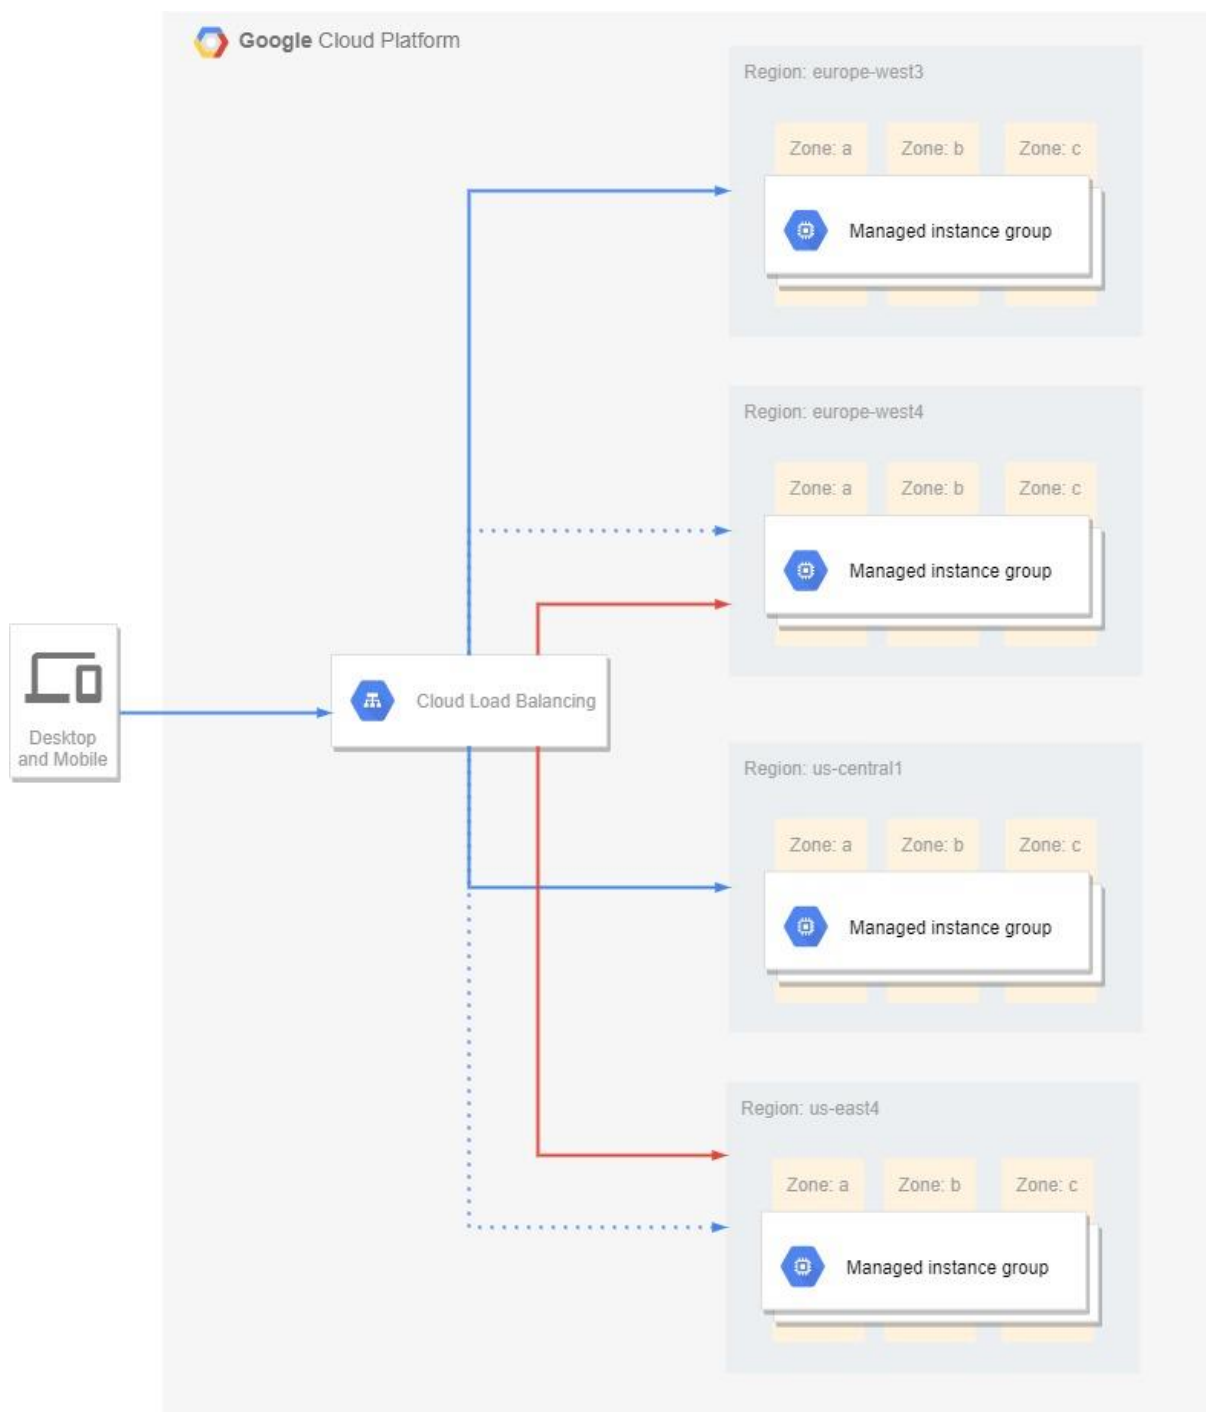 Google Cloud Platform
Region: europe-west3
Zone: a
Zone: b
Zone: c
Managed instance group
Region: europe-west4
Zone: a
Zone: b
Zone: c
Managed instance group
Desktop
and Mobile
Cloud Load Balancing
Region: us-central1
Zone: a
Zone: b
Zone: c
Managed instance group
Region: us-east4
Zone: a
Zone: b
Zone: c
Managed instance group